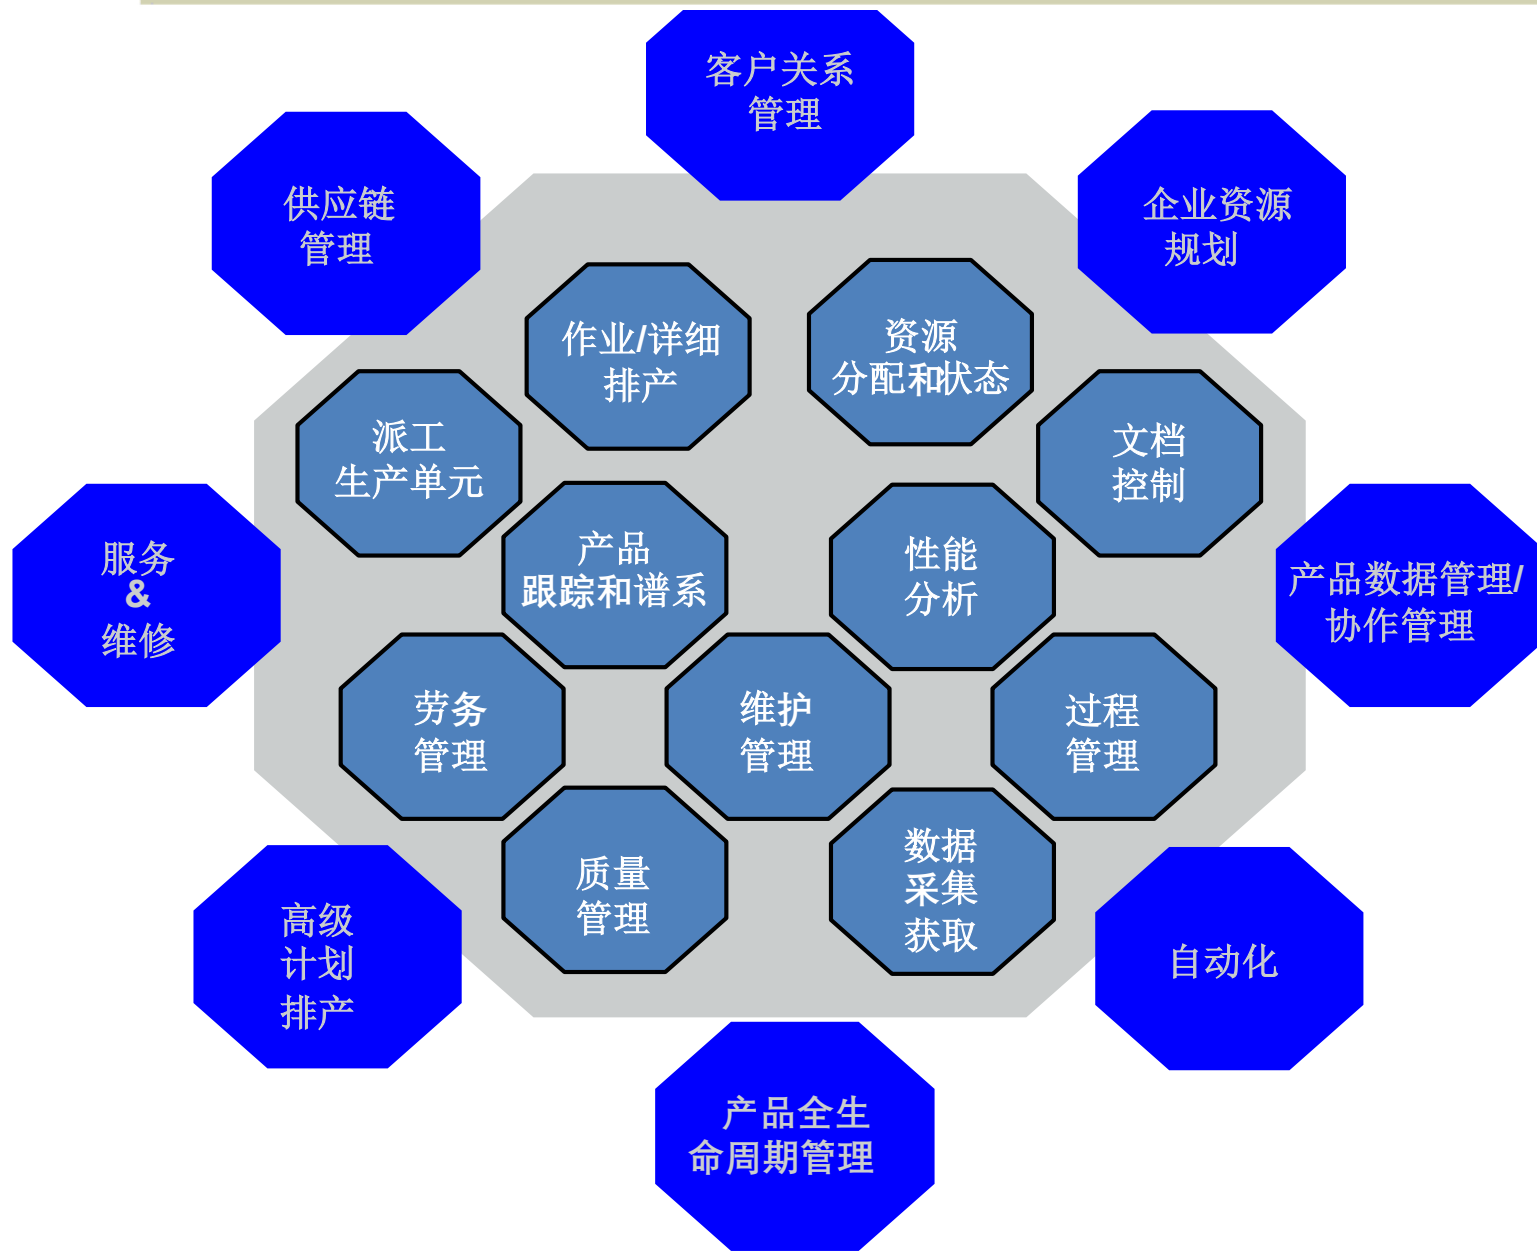 客户关系
管理
供应链
管理
企业资源
规划
作业/详细
排产
资源
分配和状态
派工
生产单元
文档
控制
产品
跟踪和谱系
性能
分析
服务
&
维修
产品数据管理/
协作管理
劳务
管理
维护
管理
过程
管理
质量
管理
数据
采集
获取
高级
计划
排产
自动化
产品全生
命周期管理